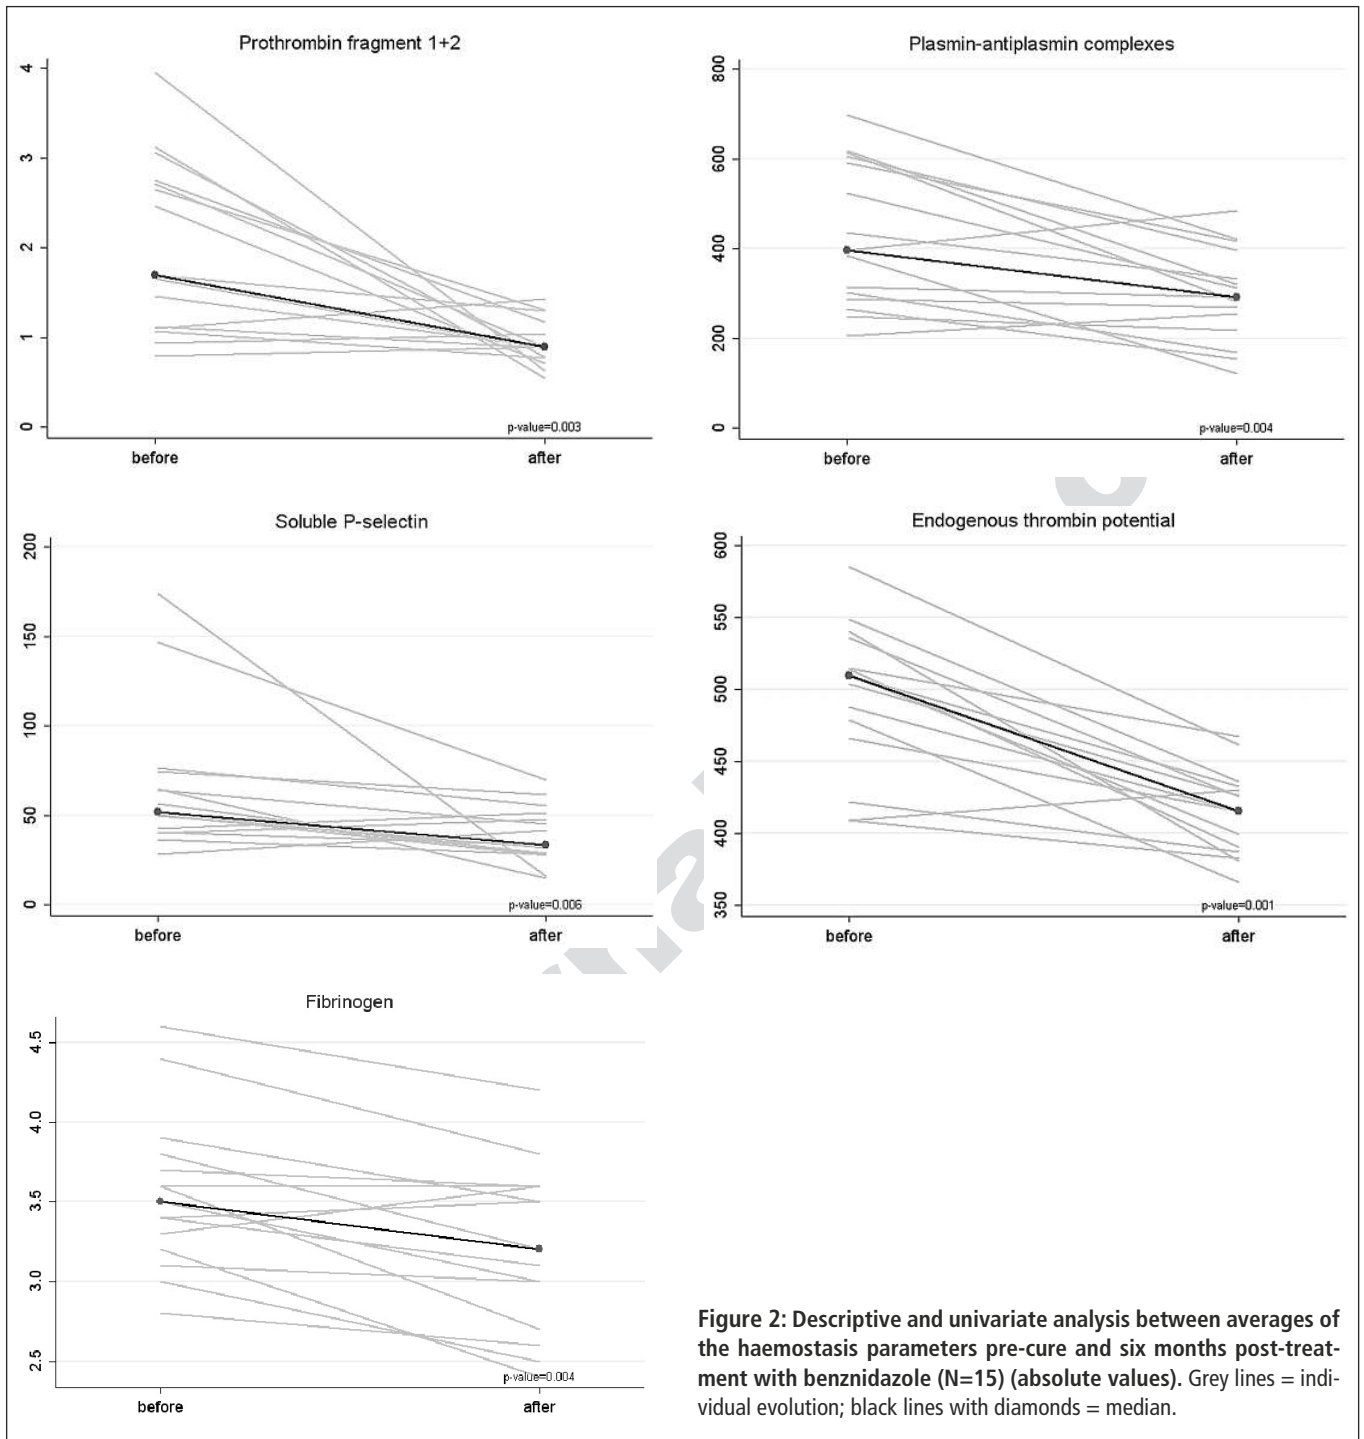 Prothrombin fragment 1+2
4
3
2
1
0
p-value=0.003
before after
Plasmin-antiplasmin complexes
800
600
400
200
0
p-value=0.004
before after
Soluble P-selectin
200
150
100
50
0
p-value=0.006
before after
Endogenous thrombin potential
600
550
500
450
400
350
p-value=0.001
before after
Fibrinogen
4.5
4.0
3.5
3.0
2.5
p-value=0.004
before after
Figure 2: Descriptive and univariate analysis between averages of
the haemostasis parameters pre-cure and six months post-treat-
ment with benznidazole (N=15) (absolute values). Grey lines = indi-
vidual evolution; black lines with diamonds = median.